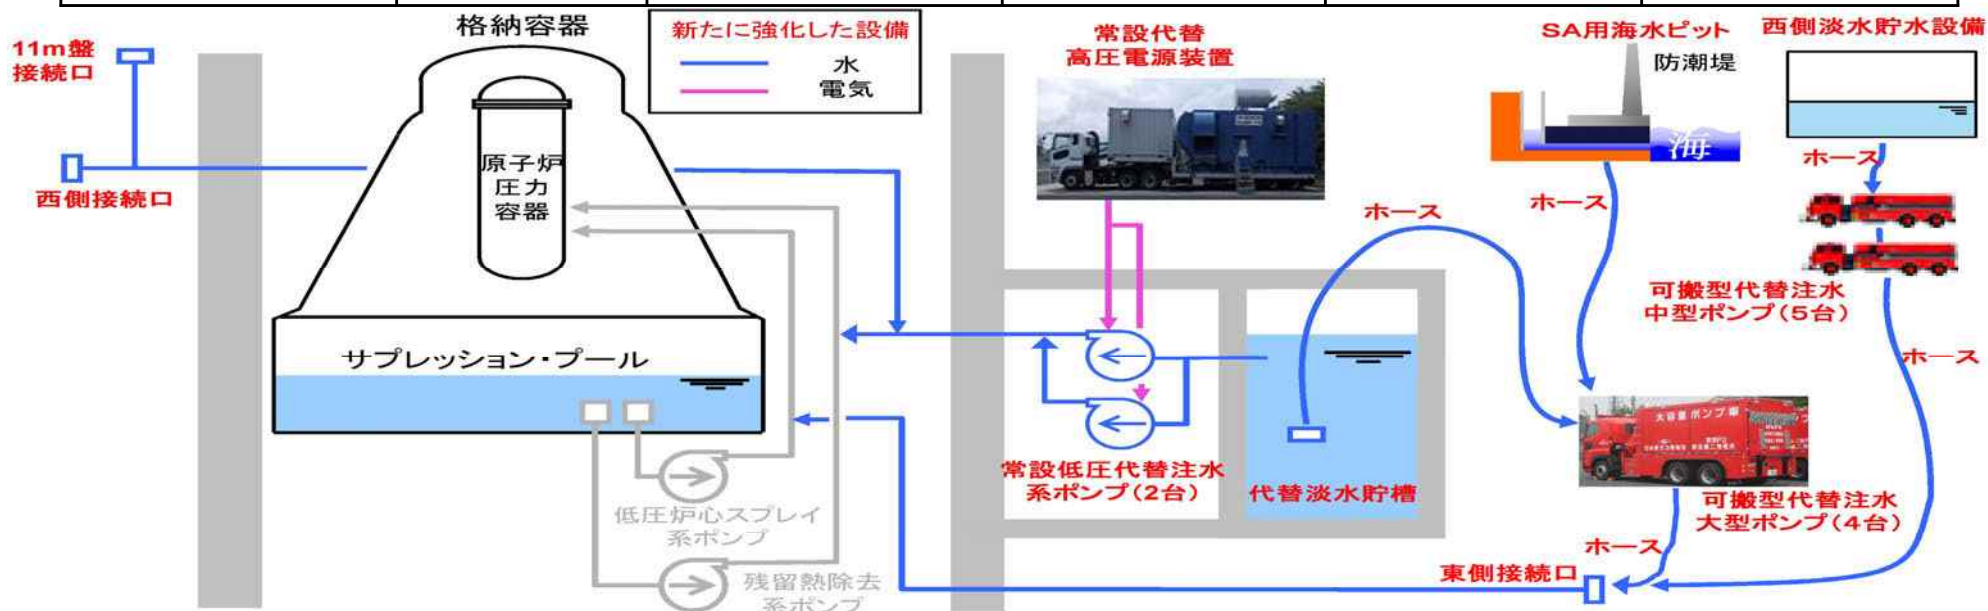 格納容器
11m盤
接続口
西側接続口
新たに強化した設備
水
電気
原子炉
圧力
容器
サプレッション・プール
低圧炉心スプレイ
系ポンプ
残留熱除去
系ポンプ
常設代替
高圧電源装置
常設低圧代替注水
系ポンプ(2台)
代替淡水貯槽
ホース
SA用海水ピット
防潮堤
海
ホース
西側淡水貯水設備
ホース
可搬型代替注水
中型ポンプ(5台)
ホース
大容量ポンプ車
可搬型代替注水
大型ポンプ(4台)
ホース
東側接続口